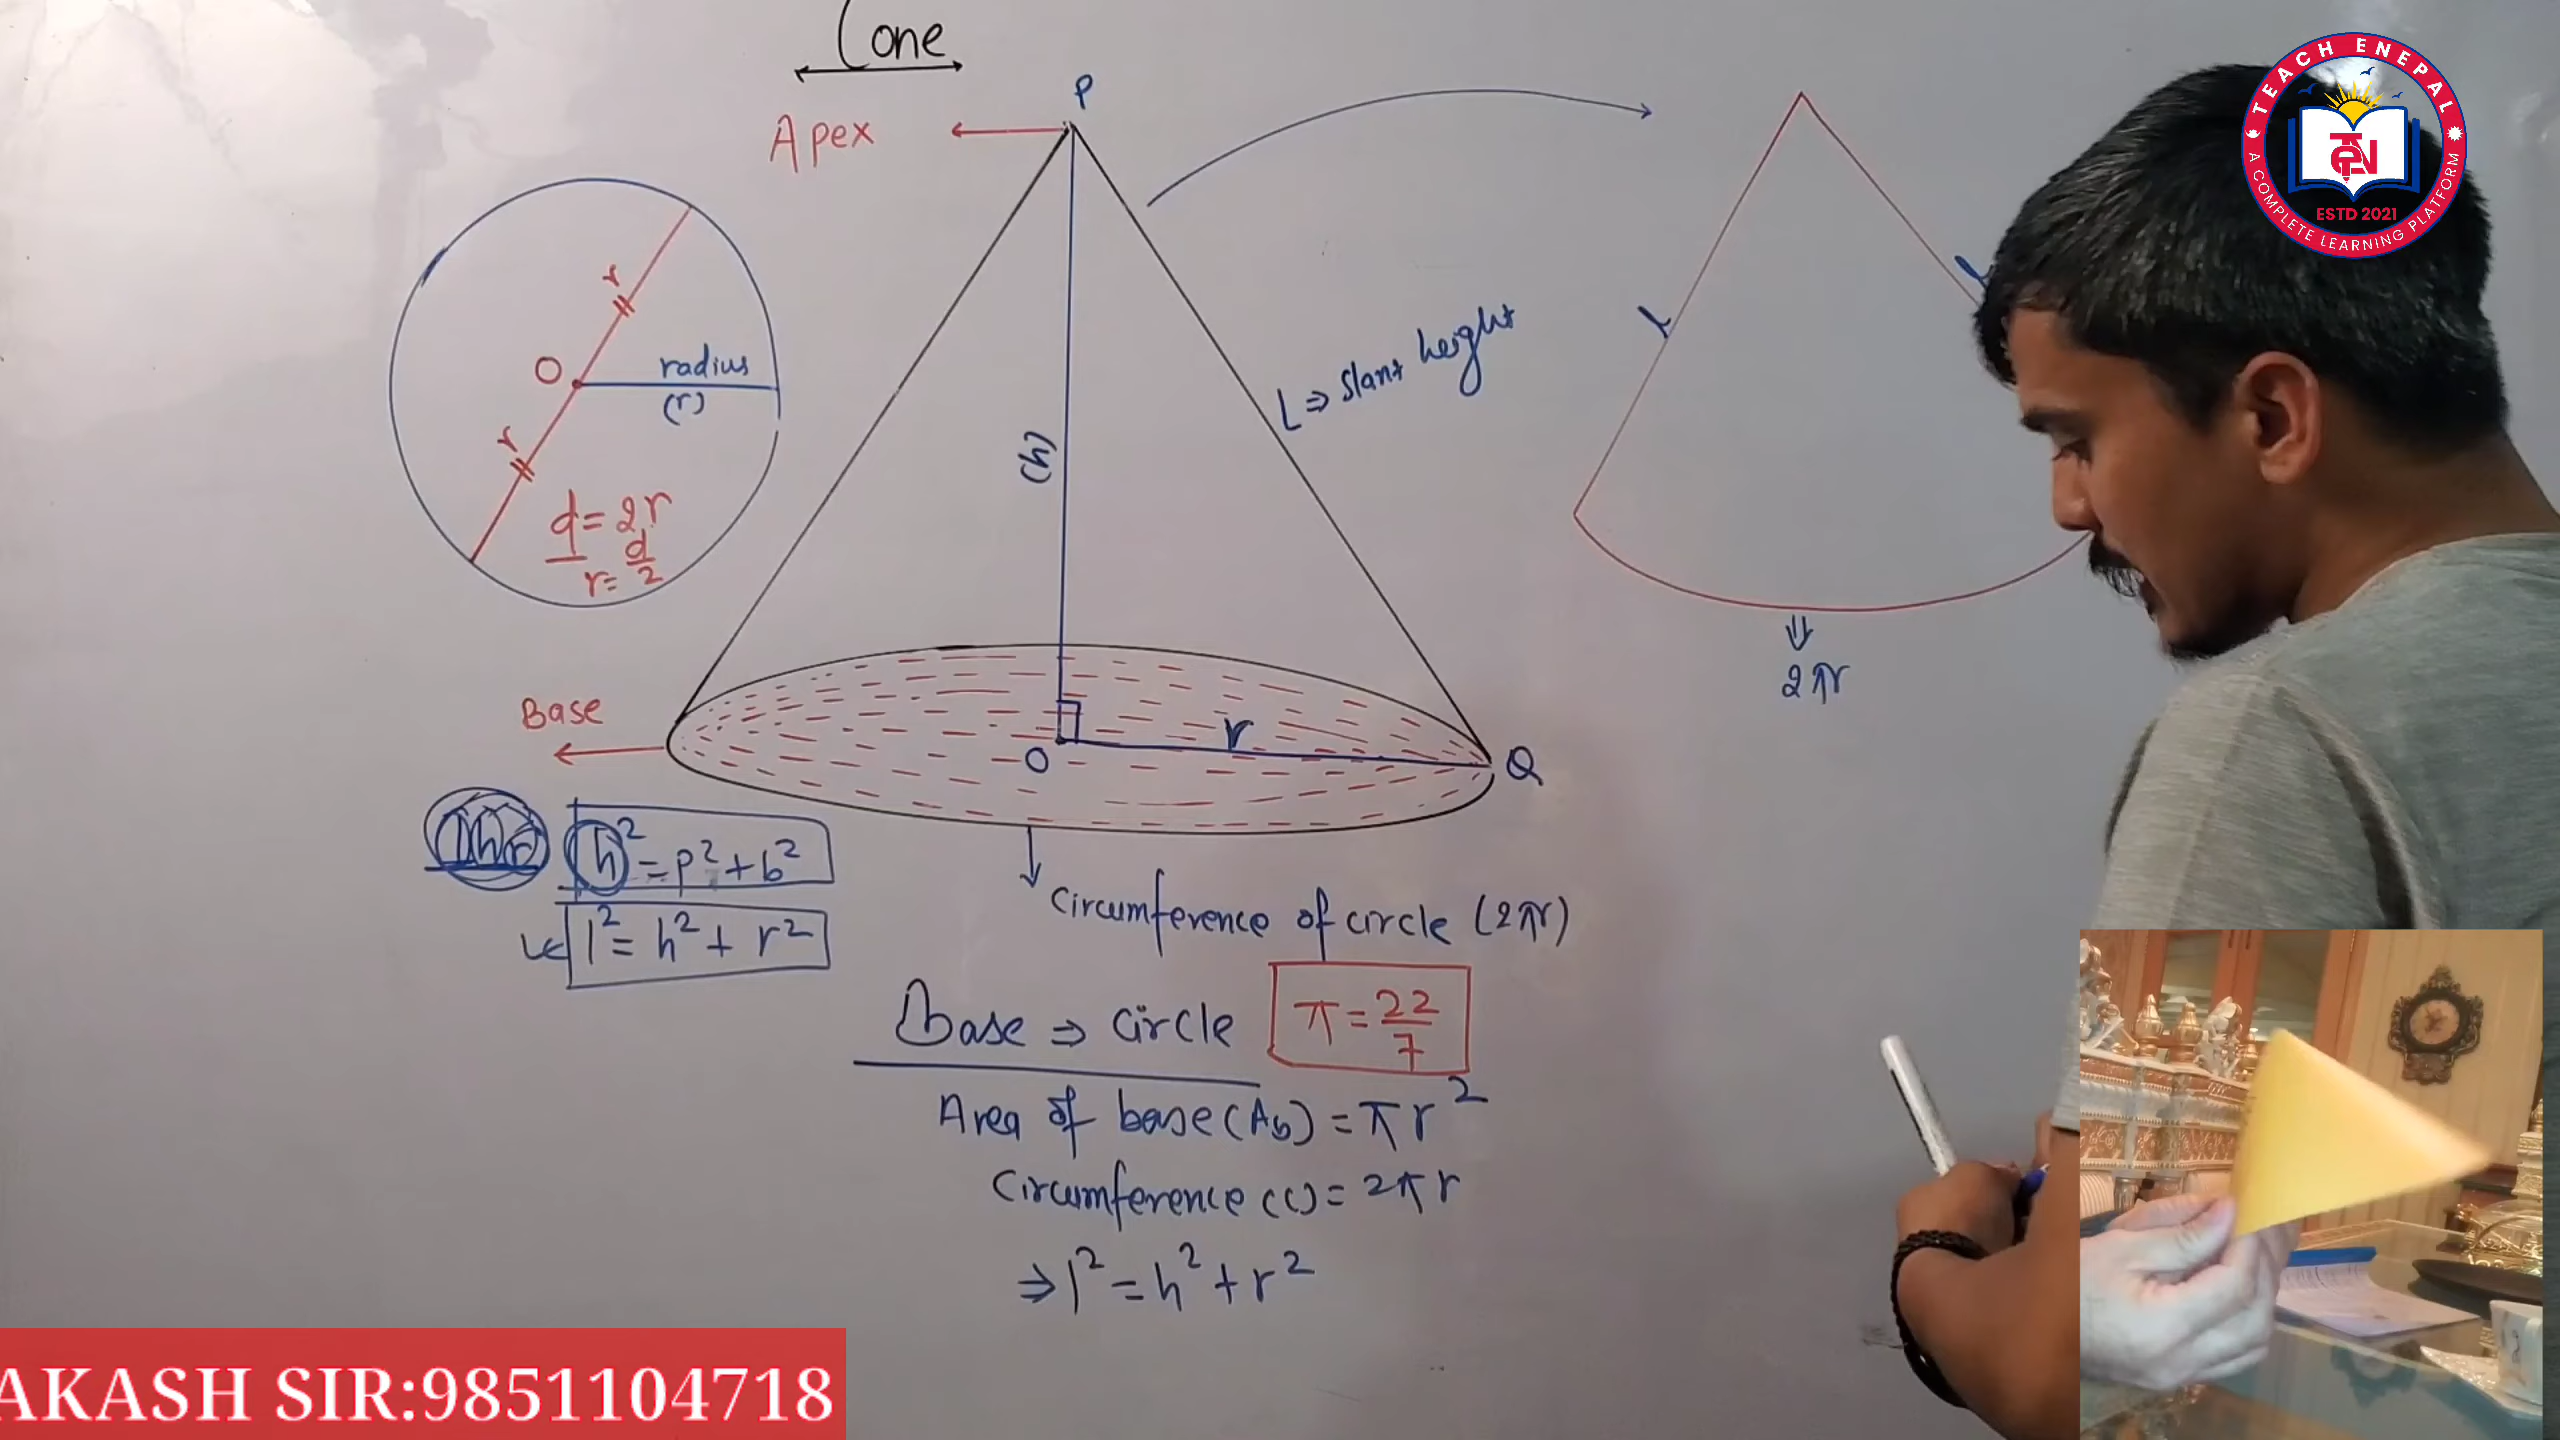 Cone
P
Apex
r
O
radius
(r)
r
d = 2r
r = d/2
(h)
L ⇒ slant height
l
l
⇓
2πr
Base
r
O
Q
lhr
h² = p² + b²
l² = h² + r²
Circumference of circle (2πr)
Base ⇒ circle
π = 22/7
Area of base (Ab) = πr²
Circumference (C) = 2πr
⇒ l² = h² + r²
TEACH ENEPAL
TEN
ESTD 2021
A COMPLETE LEARNING PLATFORM
AKASH SIR:9851104718